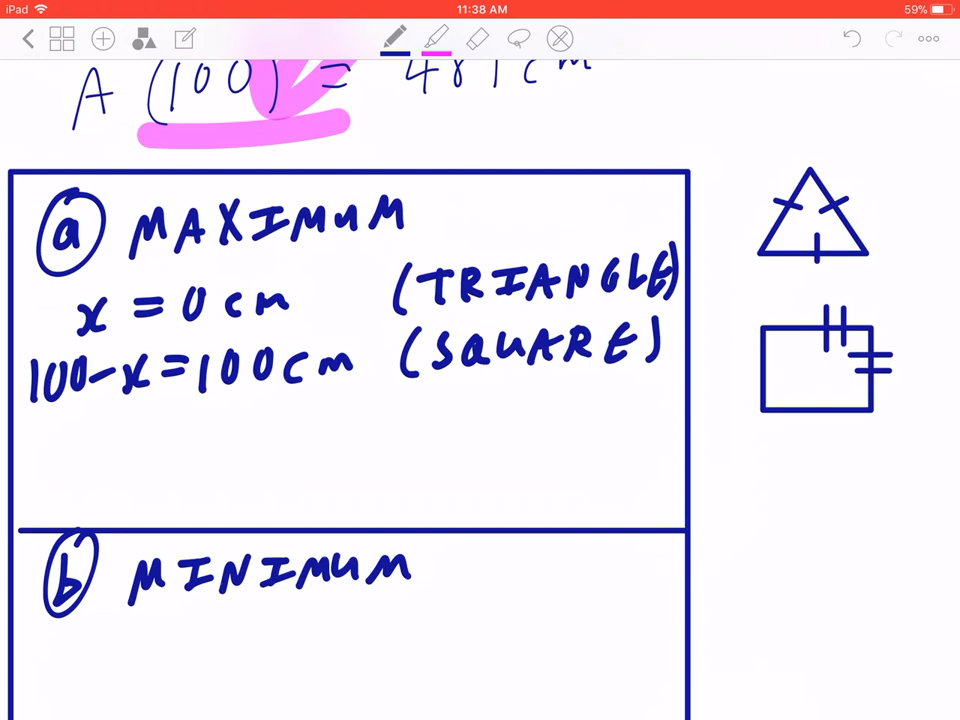 iPad 11:38 AM 59%
A (100) = 481 cm
a MAXIMUM
x = 0 cm (TRIANGLE)
100-x = 100 cm (SQUARE)
b MINIMUM